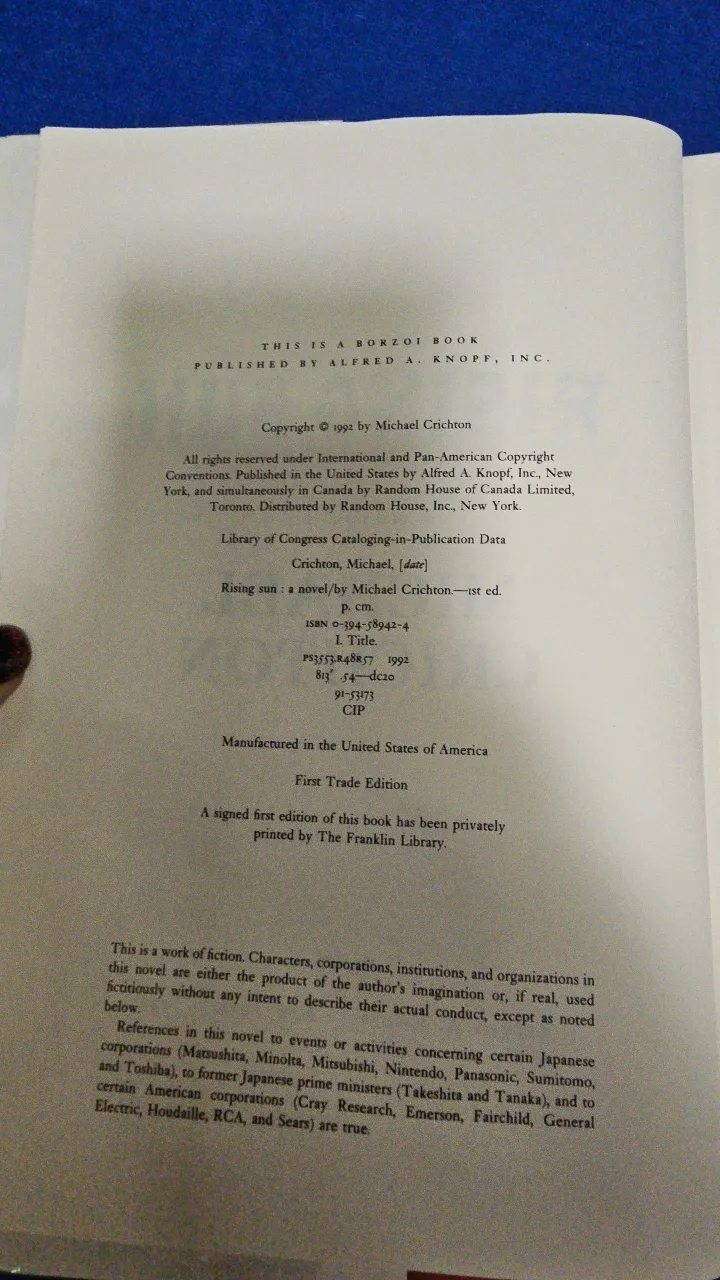 THIS IS A BORZOI BOOK
PUBLISHED BY ALFRED A. KNOPF, INC.
Copyright © 1992 by Michael Crichton
All rights reserved under International and Pan-American Copyright
Conventions. Published in the United States by Alfred A. Knopf, Inc., New
York, and simultaneously in Canada by Random House of Canada Limited,
Toronto. Distributed by Random House, Inc., New York.
Library of Congress Cataloging-in-Publication Data
Crichton, Michael, [date]
Rising sun : a novel/by Michael Crichton.—1st ed.
p. cm.
ISBN 0-394-58942-4
I. Title.
PS3553.R48R57 1992
813′ .54—dc20
91-53173
CIP
Manufactured in the United States of America
First Trade Edition
A signed first edition of this book has been privately
printed by The Franklin Library.
This is a work of fiction. Characters, corporations, institutions, and organizations in
this novel are either the product of the author's imagination or, if real, used
fictitiously without any intent to describe their actual conduct, except as noted
below.
References in this novel to events or activities concerning certain Japanese
corporations (Matsushita, Minolta, Mitsubishi, Nintendo, Panasonic, Sumitomo,
and Toshiba), to former Japanese prime ministers (Takeshita and Tanaka), and to
certain American corporations (Cray Research, Emerson, Fairchild, General
Electric, Houdaille, RCA, and Sears) are true.